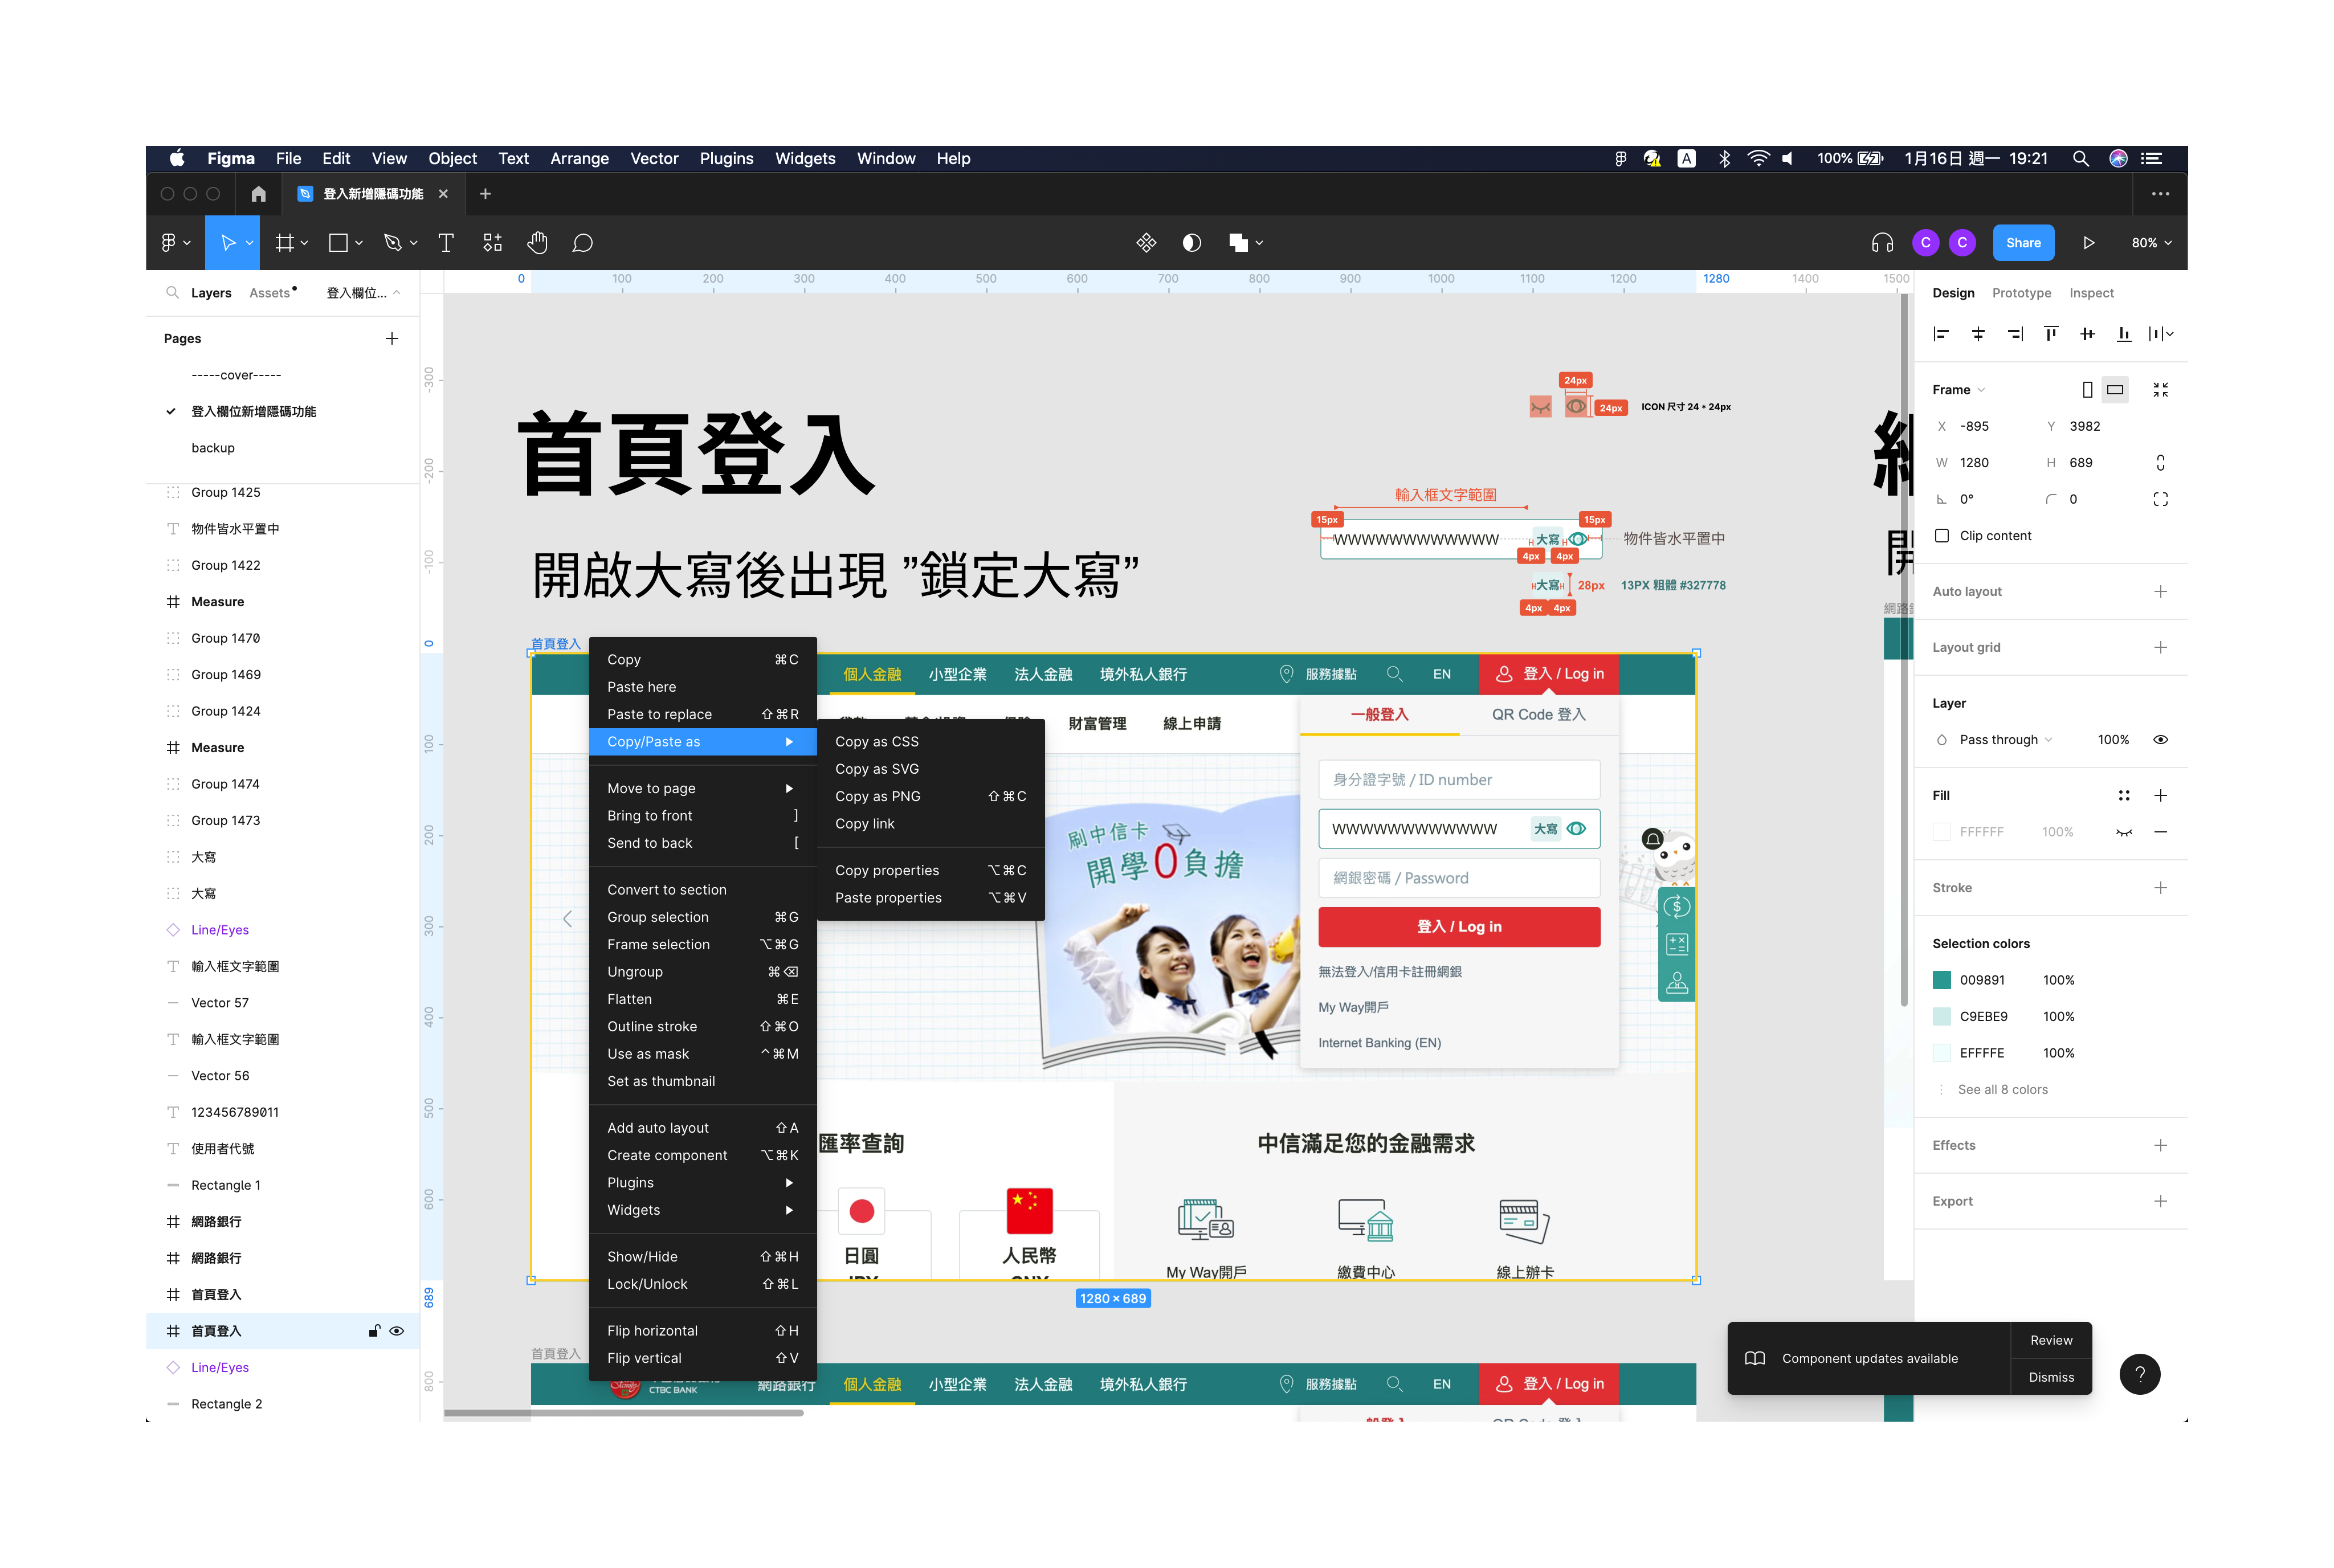 Figma File Edit View Object Text Arrange Vector Plugins Widgets Window Help
A 100% 1月16日 週一 19:21
登入新增隱碼功能
C C Share 80%
Layers Assets 登入欄位...
Pages
-----cover-----
登入欄位新增隱碼功能
backup
Group 1425
物件皆水平置中
Group 1422
Measure
Group 1470
Group 1469
Group 1424
Measure
Group 1474
Group 1473
大寫
大寫
Line/Eyes
輸入框文字範圍
Vector 57
輸入框文字範圍
Vector 56
123456789011
使用者代號
Rectangle 1
網路銀行
網路銀行
首頁登入
首頁登入
Line/Eyes
Rectangle 2
0 100 200 300 400 500 600 700 800 900 1000 1100 1200 1280 1400 1500
-300
-200
-100
0
100
200
300
400
500
600
689
800
首頁登入
開啟大寫後出現 ”鎖定大寫”
24px
24px
ICON 尺寸 24 * 24px
輸入框文字範圍
15px 15px
WWWWWWWWWWWW 大寫
物件皆水平置中
4px 4px
大寫 28px 13PX 粗體 #327778
4px 4px
首頁登入
Copy ⌘C
Paste here
Paste to replace ⇧⌘R
Copy/Paste as
Move to page
Bring to front ]
Send to back [
Convert to section
Group selection ⌘G
Frame selection ⌥⌘G
Ungroup ⌘⌫
Flatten ⌘E
Outline stroke ⇧⌘O
Use as mask ^⌘M
Set as thumbnail
Add auto layout ⇧A
Create component ⌥⌘K
Plugins
Widgets
Show/Hide ⇧⌘H
Lock/Unlock ⇧⌘L
Flip horizontal ⇧H
Flip vertical ⇧V
Copy as CSS
Copy as SVG
Copy as PNG ⇧⌘C
Copy link
Copy properties ⌥⌘C
Paste properties ⌥⌘V
個人金融 小型企業 法人金融 境外私人銀行 服務據點 EN 登入 / Log in
財富管理 線上申請
一般登入 QR Code 登入
身分證字號 / ID number
WWWWWWWWWWWW 大寫
網銀密碼 / Password
登入 / Log in
無法登入/信用卡註冊網銀
My Way開戶
Internet Banking (EN)
刷中信卡
開學0負擔
匯率查詢
中信滿足您的金融需求
日圓
人民幣
My Way開戶
繳費中心
線上辦卡
1280 × 689
首頁登入
CTBC BANK
網路銀行 個人金融 小型企業 法人金融 境外私人銀行 服務據點 EN 登入 / Log in
Design Prototype Inspect
Frame
X -895 Y 3982
W 1280 H 689
0° 0
Clip content
Auto layout
Layout grid
Layer
Pass through 100%
Fill
FFFFFF 100%
Stroke
Selection colors
009891 100%
C9EBE9 100%
EFFFFE 100%
See all 8 colors
Effects
Export
Component updates available
Review
Dismiss
?